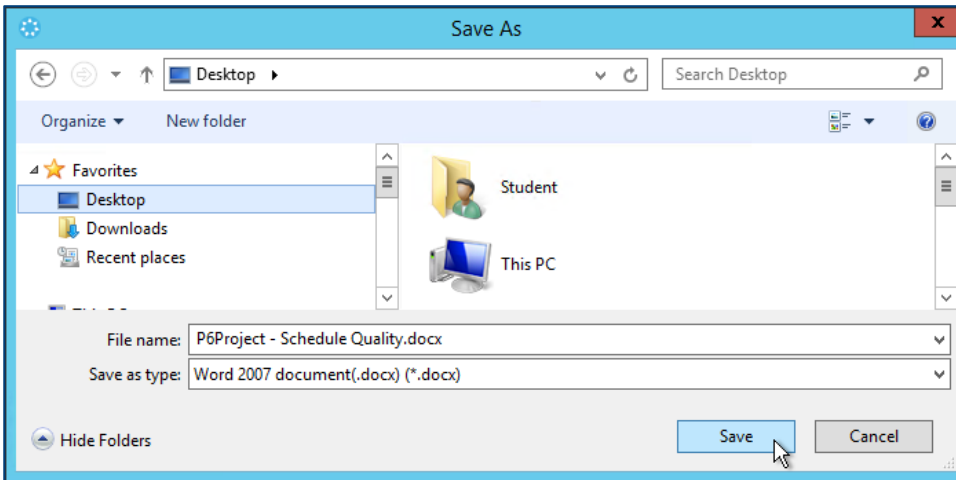 Save As
x
Desktop
Search Desktop
Organize
New folder
?
Favorites
Desktop
Downloads
Recent places
Student
This PC
File name:
P6Project - Schedule Quality.docx
Save as type:
Word 2007 document(.docx) (*.docx)
Hide Folders
Save
Cancel